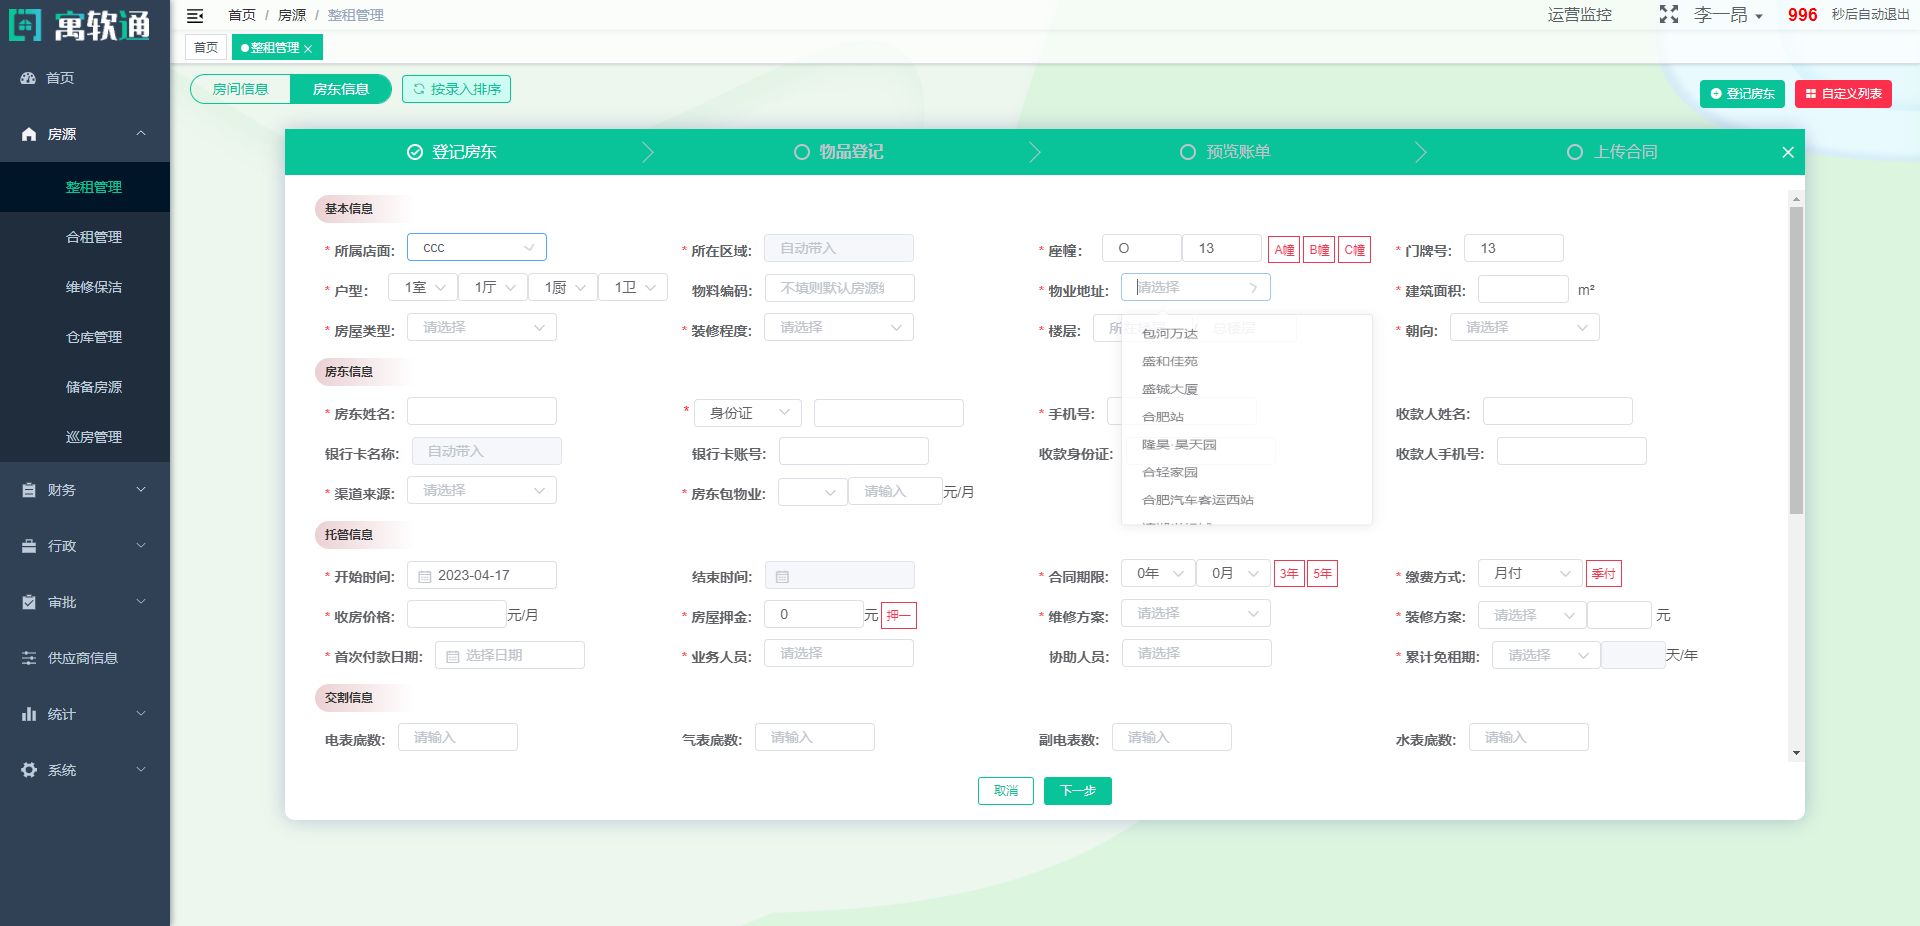 寓软通
首页 / 房源 / 整租管理
运营监控 李一昂 996 秒后自动退出
首页 整租管理
首页
房源
整租管理
合租管理
维修保洁
仓库管理
储备房源
巡房管理
财务
行政
审批
供应商信息
统计
系统
房间信息 房东信息 按录入排序
登记房东 自定义列表
登记房东 物品登记 预览账单 上传合同
基本信息
* 所属店面: ccc * 所在区域: 自动带入 * 座幢: O 13 A幢 B幢 C幢 * 门牌号: 13
* 户型: 1室 1厅 1厨 1卫 物料编码: 不填则默认房源编 * 物业地址: 请选择 * 建筑面积: m²
* 房屋类型: 请选择 * 装修程度: 请选择 * 楼层: 所在 总楼层 * 朝向: 请选择
包河万达
盛和佳苑
盛铖大厦
合肥站
隆昊·昊天园
合轻家园
合肥汽车客运西站
房东信息
* 房东姓名: * 身份证 * 手机号: 收款人姓名:
银行卡名称: 自动带入 银行卡账号: 收款身份证: 收款人手机号:
* 渠道来源: 请选择 * 房东包物业: 请输入 元/月
托管信息
* 开始时间: 2023-04-17 结束时间: * 合同期限: 0年 0月 3年 5年 * 缴费方式: 月付 季付
* 收房价格: 元/月 * 房屋押金: 0 元 押一 * 维修方案: 请选择 * 装修方案: 请选择 元
* 首次付款日期: 选择日期 * 业务人员: 请选择 协助人员: 请选择 * 累计免租期: 请选择 天/年
交割信息
电表底数: 请输入 气表底数: 请输入 副电表数: 请输入 水表底数: 请输入
取消 下一步